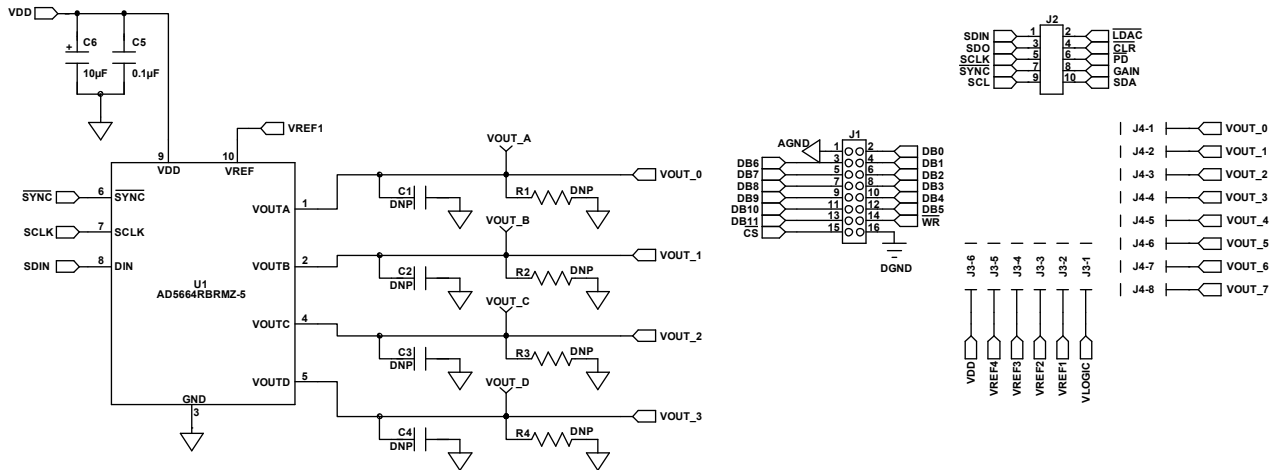 VDD
C6
10µF
C5
0.1µF
+
VREF1
9
VDD
10
VREF
SYNC 6 SYNC
SCLK 7 SCLK
SDIN 8 DIN
U1
AD5664RBRMZ-5
VOUTA 1
VOUTB 2
VOUTC 4
VOUTD 5
GND
3
VOUT_A
C1
DNP
R1 DNP
VOUT_0
VOUT_B
C2
DNP
R2 DNP
VOUT_1
VOUT_C
C3
DNP
R3 DNP
VOUT_2
VOUT_D
C4
DNP
R4 DNP
VOUT_3
J1
AGND 1 2 DB0
DB6 3 4 DB1
DB7 5 6 DB2
DB8 7 8 DB3
DB9 9 10 DB4
DB10 11 12 DB5
DB11 13 14 WR
CS 15 16
DGND
J2
SDIN 1 2 LDAC
SDO 3 4 CLR
SCLK 5 6 PD
SYNC 7 8 GAIN
SCL 9 10 SDA
J4-1 VOUT_0
J4-2 VOUT_1
J4-3 VOUT_2
J4-4 VOUT_3
J4-5 VOUT_4
J4-6 VOUT_5
J4-7 VOUT_6
J4-8 VOUT_7
J3-6 VDD
J3-5 VREF4
J3-4 VREF3
J3-3 VREF2
J3-2 VREF1
J3-1 VLOGIC